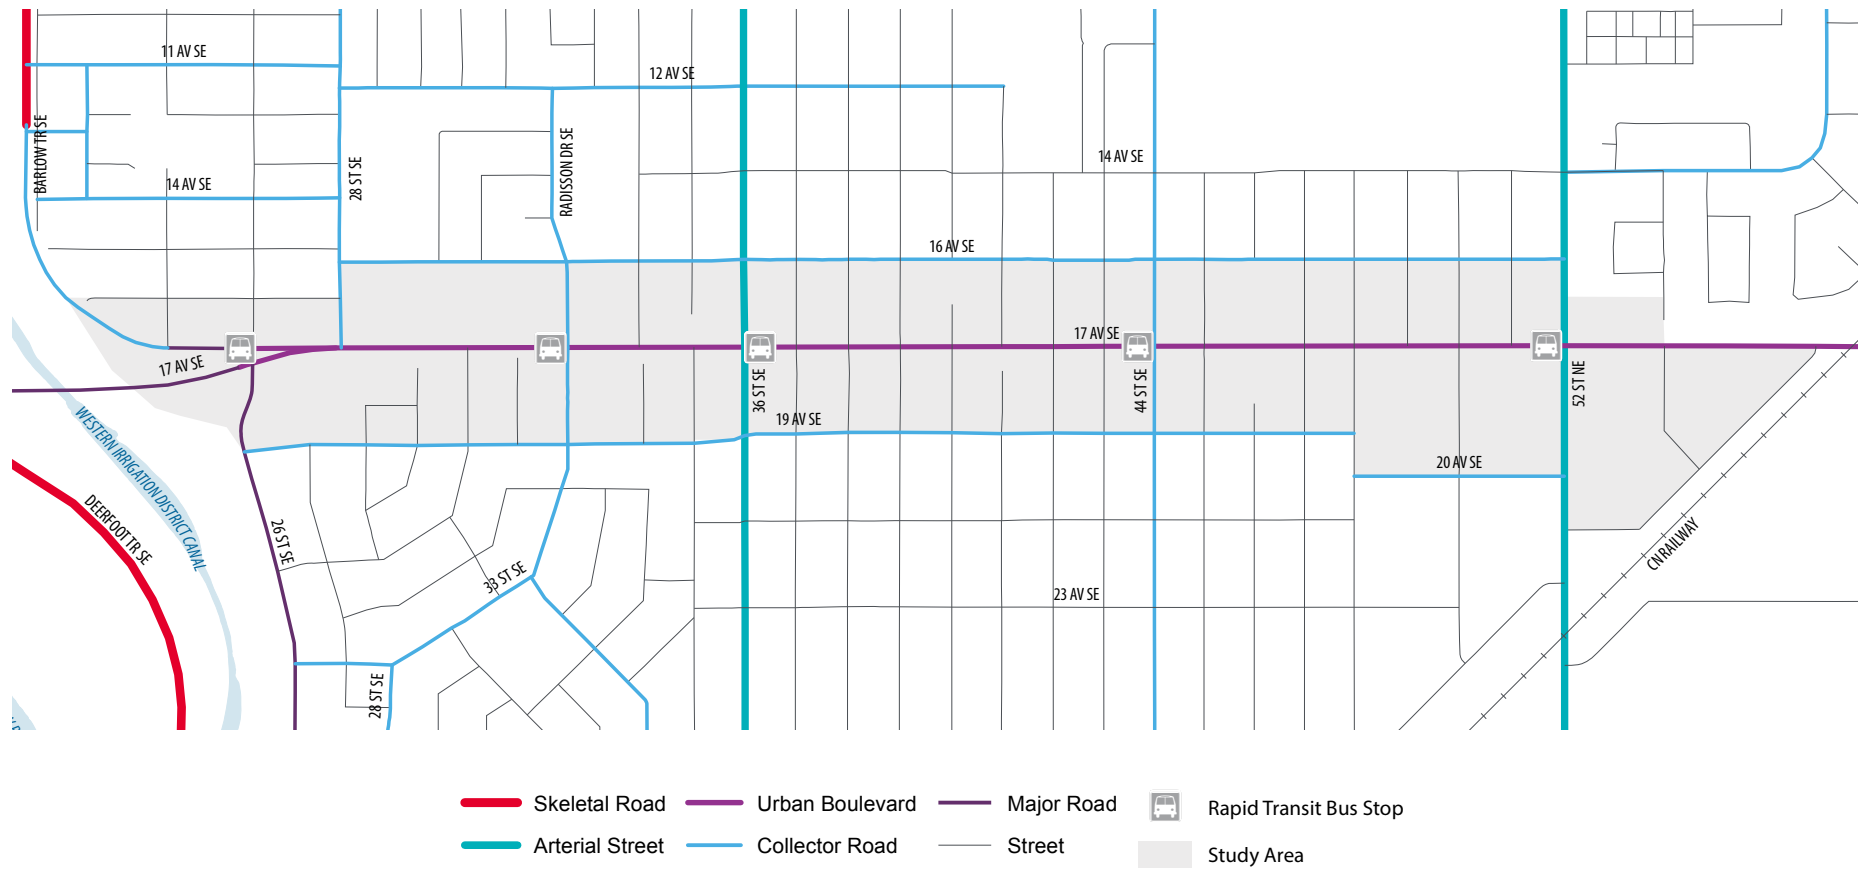 11 AV SE
12 AV SE
BARLOW TR SE
28 ST SE
RADISSON DR SE
14 AV SE
14 AV SE
16 AV SE
17 AV SE
17 AV SE
36 ST SE
44 ST SE
52 ST NE
19 AV SE
20 AV SE
WESTERN IRRIGATION DISTRICT CANAL
DEERFOOT TR SE
26 ST SE
33 ST SE
CN RAILWAY
23 AV SE
28 ST SE
Skeletal Road
Urban Boulevard
Major Road
Rapid Transit Bus Stop
Arterial Street
Collector Road
Street
Study Area